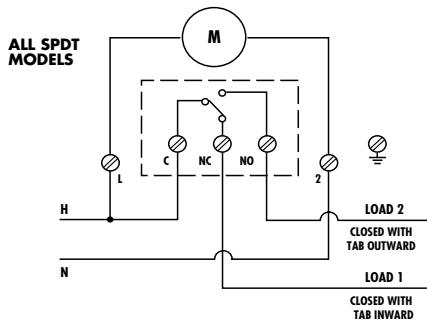 M
ALL SPDT
MODELS
C NC NO
L 2
H LOAD 2
CLOSED WITH
TAB OUTWARD
N LOAD 1
CLOSED WITH
TAB INWARD